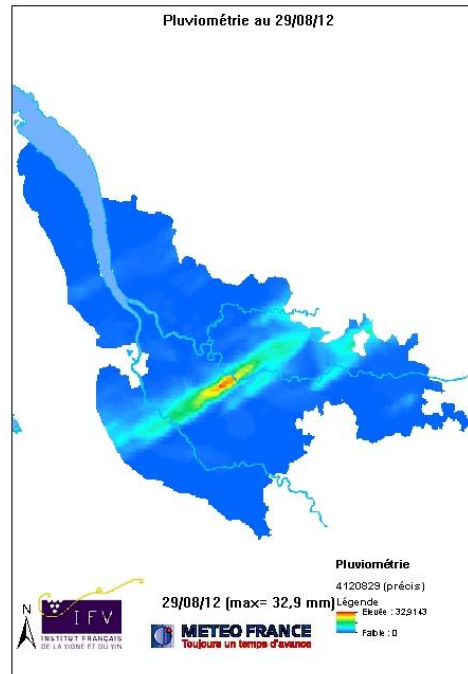 Pluviométrie au 29/08/12
Pluviométrie
4120829 (précis)
Légende
Elevée : 32,9143
Faible : 0
29/08/12 (max= 32,9 mm)
N
IFV
INSTITUT FRANÇAIS
DE LA VIGNE ET DU VIN
METEO FRANCE
Toujours un temps d'avance